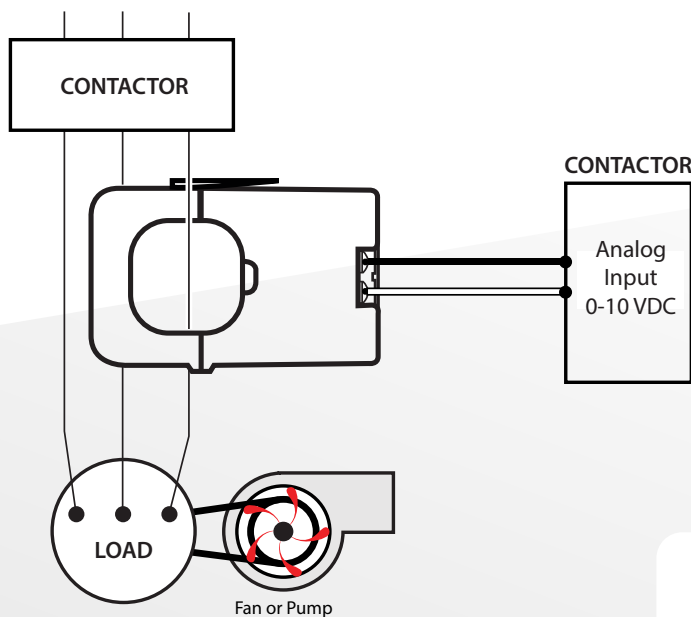 CONTACTOR
CONTACTOR
Analog
Input
0-10 VDC
LOAD
Fan or Pump